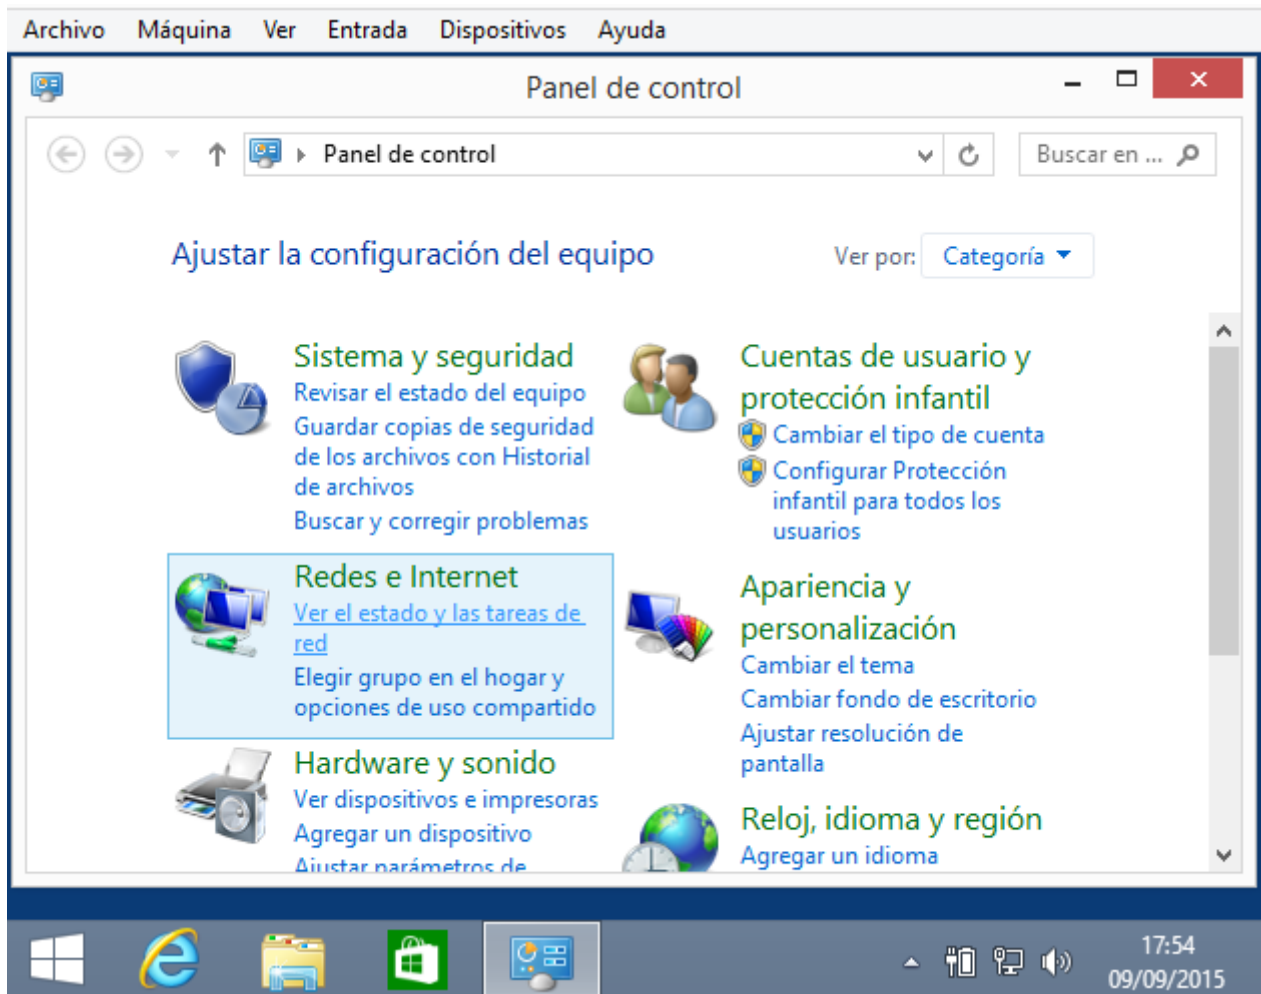 Archivo Máquina Ver Entrada Dispositivos Ayuda
Panel de control
Panel de control
Buscar en ...
Ajustar la configuración del equipo
Ver por: Categoría
Sistema y seguridad
Revisar el estado del equipo
Guardar copias de seguridad
de los archivos con Historial
de archivos
Buscar y corregir problemas
Redes e Internet
Ver el estado y las tareas de
red
Elegir grupo en el hogar y
opciones de uso compartido
Hardware y sonido
Ver dispositivos e impresoras
Agregar un dispositivo
Ajustar parámetros de
Cuentas de usuario y
protección infantil
Cambiar el tipo de cuenta
Configurar Protección
infantil para todos los
usuarios
Apariencia y
personalización
Cambiar el tema
Cambiar fondo de escritorio
Ajustar resolución de
pantalla
Reloj, idioma y región
Agregar un idioma
17:54
09/09/2015